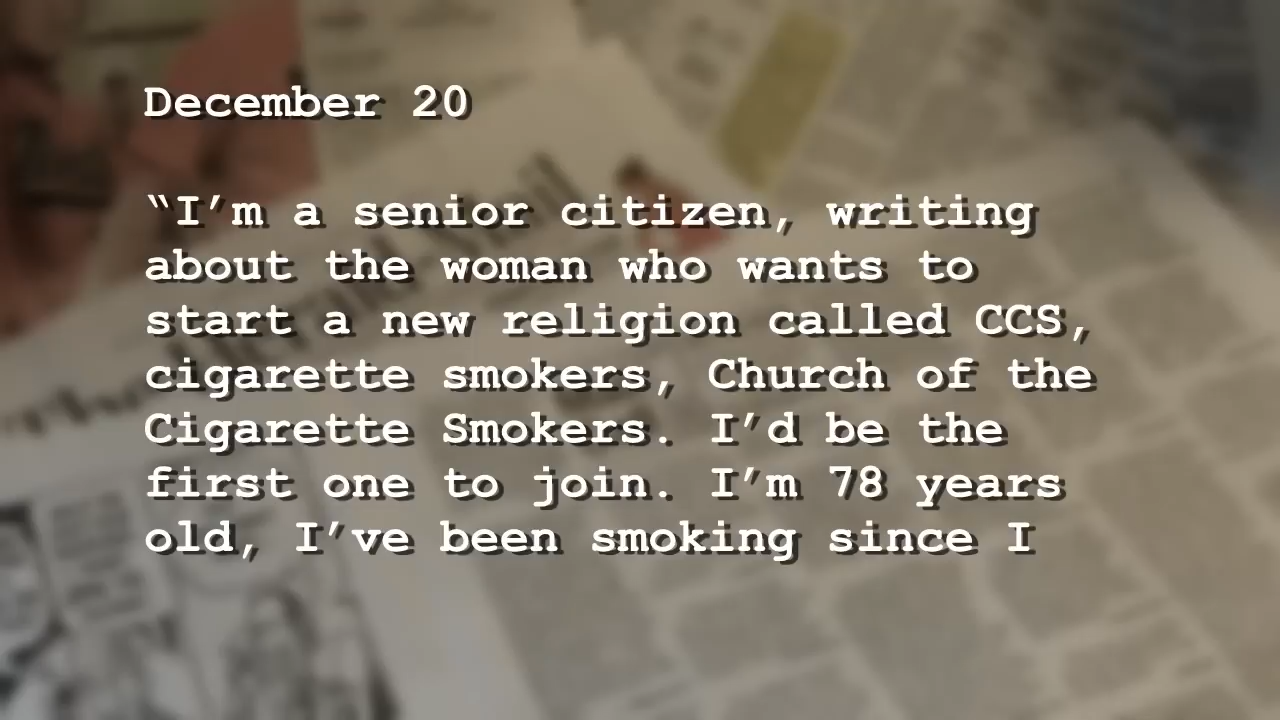 December 20
“I’m a senior citizen, writing
about the woman who wants to
start a new religion called CCS,
cigarette smokers, Church of the
Cigarette Smokers. I’d be the
first one to join. I’m 78 years
old, I’ve been smoking since I